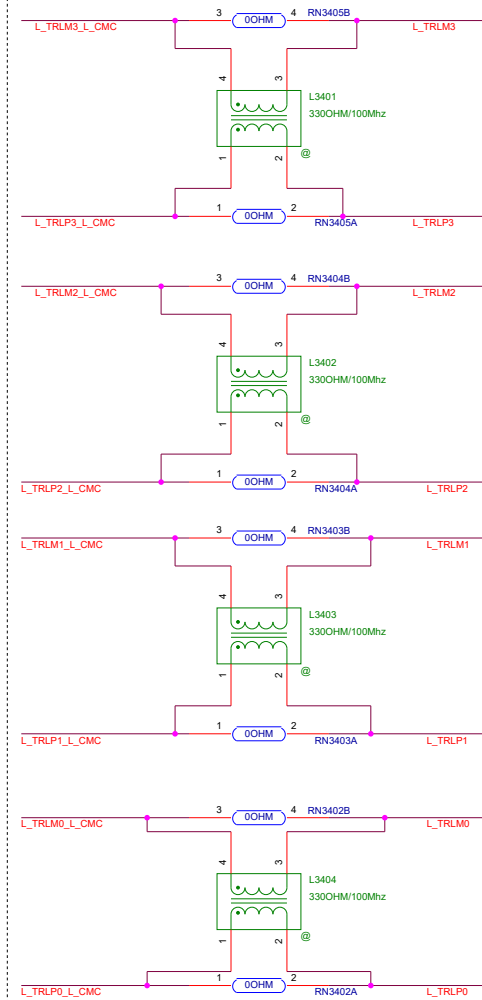 3 0OHM 4 RN3405B
L_TRLM3_L_CMC L_TRLM3
4 3
L3401
330OHM/100Mhz
1 2 @
1 0OHM 2
L_TRLP3_L_CMC RN3405A L_TRLP3
3 0OHM 4 RN3404B
L_TRLM2_L_CMC L_TRLM2
4 3
L3402
330OHM/100Mhz
1 2 @
1 0OHM 2
L_TRLP2_L_CMC RN3404A L_TRLP2
3 0OHM 4 RN3403B
L_TRLM1_L_CMC L_TRLM1
4 3
L3403
330OHM/100Mhz
1 2 @
1 0OHM 2
L_TRLP1_L_CMC RN3403A L_TRLP1
3 0OHM 4 RN3402B
L_TRLM0_L_CMC L_TRLM0
4 3
L3404
330OHM/100Mhz
1 2 @
1 0OHM 2
L_TRLP0_L_CMC RN3402A L_TRLP0